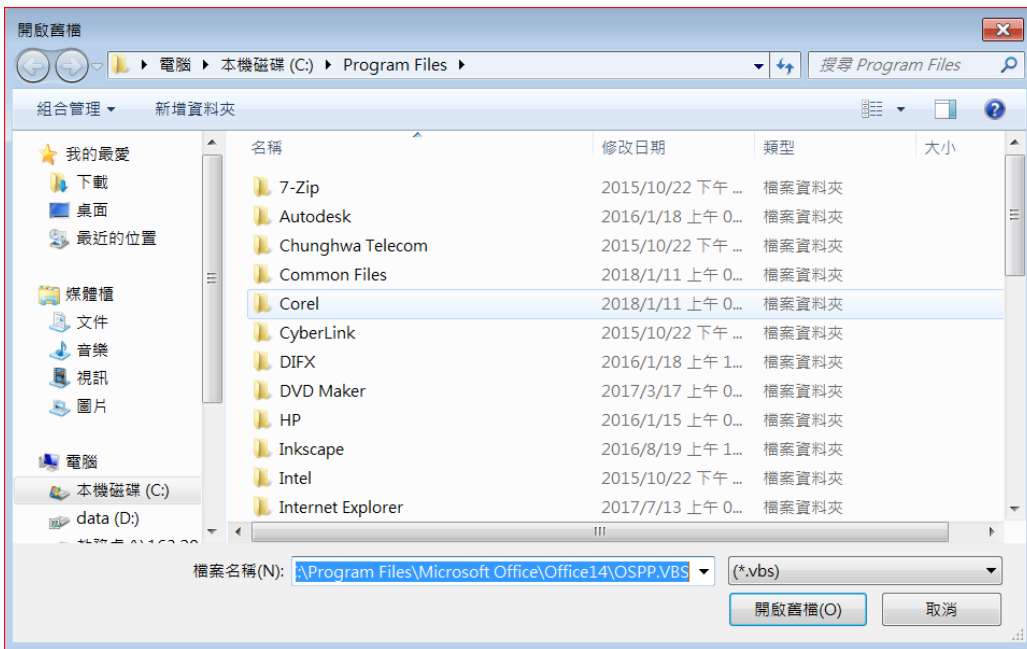 開啟舊檔
電腦 本機磁碟 (C:) Program Files 搜尋 Program Files
組合管理 新增資料夾
我的最愛
下載
桌面
最近的位置
媒體櫃
文件
音樂
視訊
圖片
電腦
本機磁碟 (C:)
data (D:)
名稱 修改日期 類型 大小
7-Zip 2015/10/22 下午 ... 檔案資料夾
Autodesk 2016/1/18 上午 0... 檔案資料夾
Chunghwa Telecom 2015/10/22 下午 ... 檔案資料夾
Common Files 2018/1/11 上午 0... 檔案資料夾
Corel 2018/1/11 上午 0... 檔案資料夾
CyberLink 2015/10/22 下午 ... 檔案資料夾
DIFX 2016/1/18 上午 1... 檔案資料夾
DVD Maker 2017/3/17 上午 0... 檔案資料夾
HP 2016/1/15 上午 0... 檔案資料夾
Inkscape 2016/8/19 上午 1... 檔案資料夾
Intel 2015/10/22 下午 ... 檔案資料夾
Internet Explorer 2017/7/13 上午 0... 檔案資料夾
檔案名稱(N): :\Program Files\Microsoft Office\Office14\OSPP.VBS (*.vbs)
開啟舊檔(O) 取消